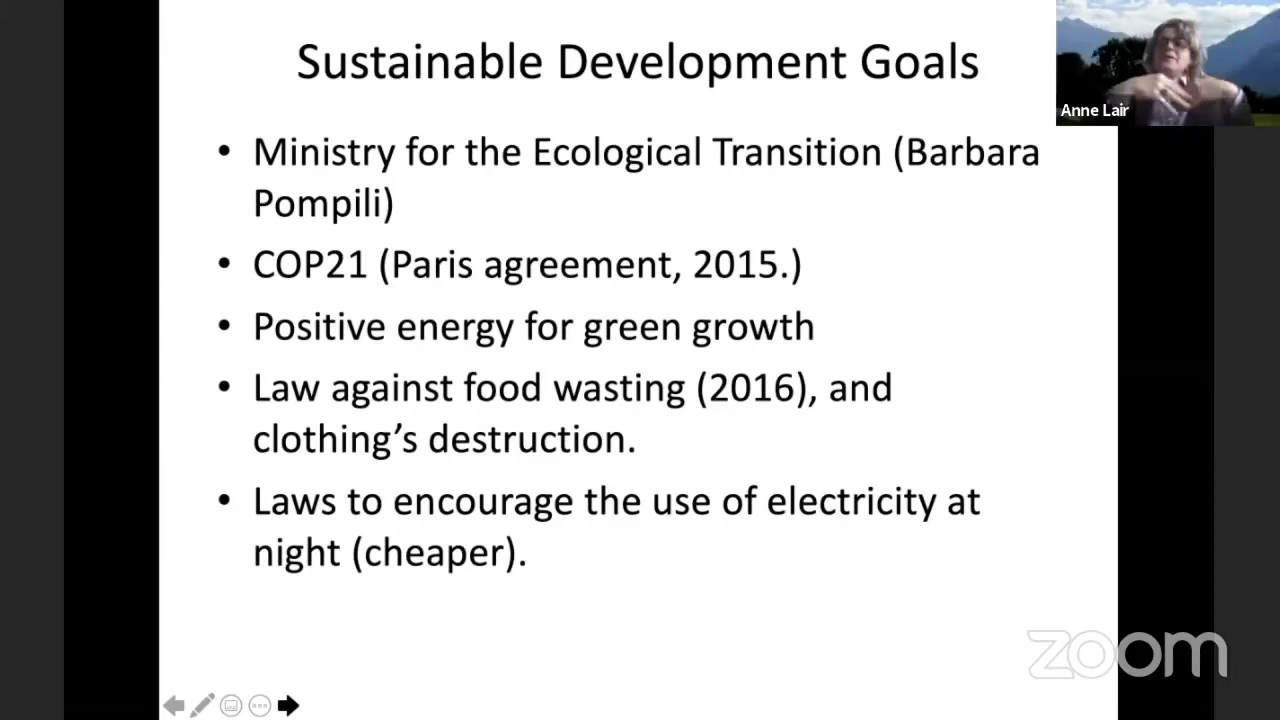 Sustainable Development Goals
Anne Lair
• Ministry for the Ecological Transition (Barbara
Pompili)
• COP21 (Paris agreement, 2015.)
• Positive energy for green growth
• Law against food wasting (2016), and
clothing’s destruction.
• Laws to encourage the use of electricity at
night (cheaper).
zoom